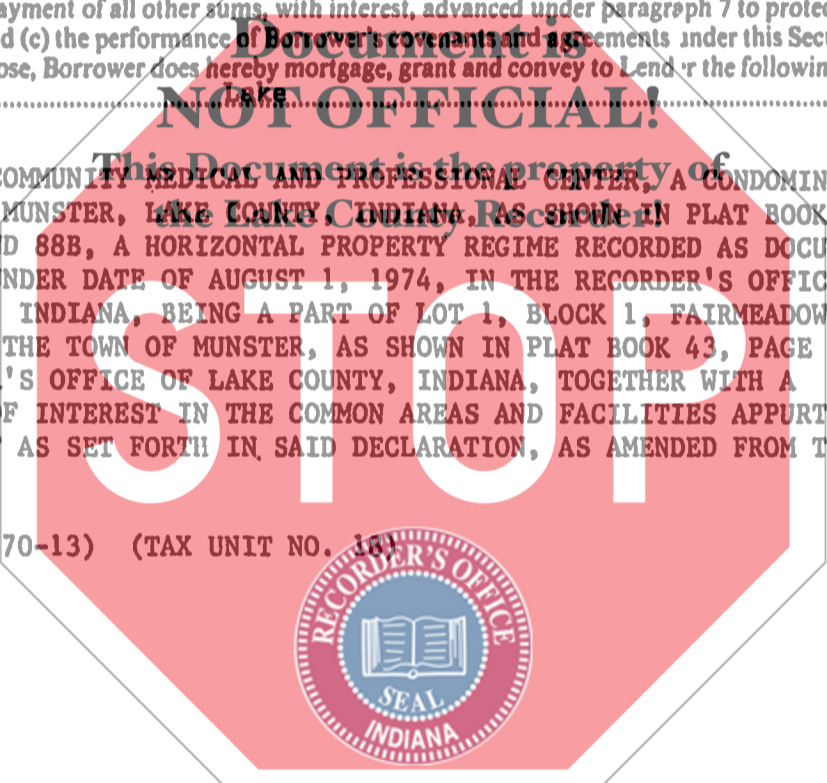 ayment of all other sums, with interest, advanced under paragraph 7 to protec
d (c) the performance of Borrower's covenants and agreements under this Sec
ose, Borrower does hereby mortgage, grant and convey to Lender the followin
Lake
Document is
NOT OFFICIAL!
This Document is the property of
the Lake County Recorder!
COMMUNITY MEDICAL AND PROFESSIONAL CENTER, A CONDOMIN
MUNSTER, LAKE COUNTY, INDIANA, AS SHOWN IN PLAT BOOK
D 88B, A HORIZONTAL PROPERTY REGIME RECORDED AS DOCU
NDER DATE OF AUGUST 1, 1974, IN THE RECORDER'S OFFIC
INDIANA, BEING A PART OF LOT 1, BLOCK 1, FAIRMEADOW
THE TOWN OF MUNSTER, AS SHOWN IN PLAT BOOK 43, PAGE
'S OFFICE OF LAKE COUNTY, INDIANA, TOGETHER WITH A
OF INTEREST IN THE COMMON AREAS AND FACILITIES APPURT
AS SET FORTH IN SAID DECLARATION, AS AMENDED FROM T
STOP
70-13) (TAX UNIT NO. 18)
RECORDER'S OFFICE
SEAL
INDIANA